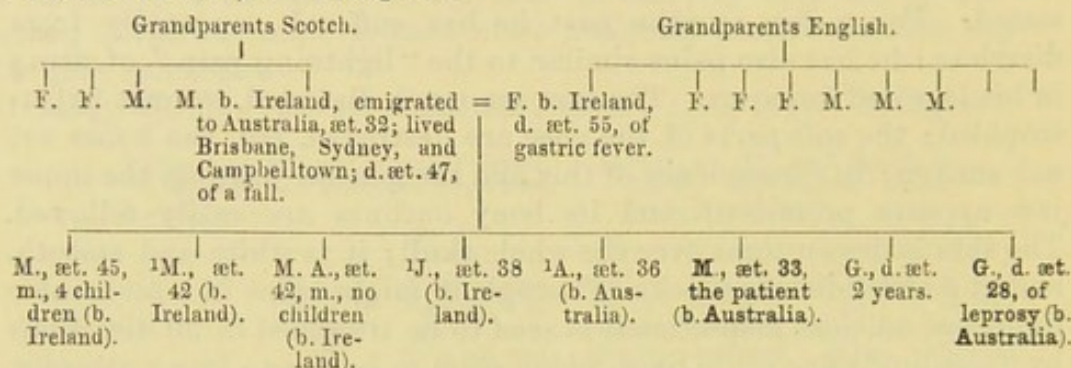 Grandparents Scotch. Grandparents English.
F. F. M. M. b. Ireland, emigrated = F. b. Ireland, F. F. F. M. M. M.
to Australia, æt. 32; lived d. æt. 55, of
Brisbane, Sydney, and gastric fever.
Campbelltown; d. æt. 47,
of a fall.
M., æt. 45, ¹M., æt. M. A., æt. ¹J., æt. 38 ¹A., æt. 36 M., æt. 33, G., d. æt. G., d. æt.
m., 4 chil- 42 (b. 42, m., no (b. Ire- (b. Aus- the patient 2 years. 28, of
dren (b. Ireland). children land). tralia). (b. Australia). leprosy (b.
Ireland). (b. Ire- Australia).
land).